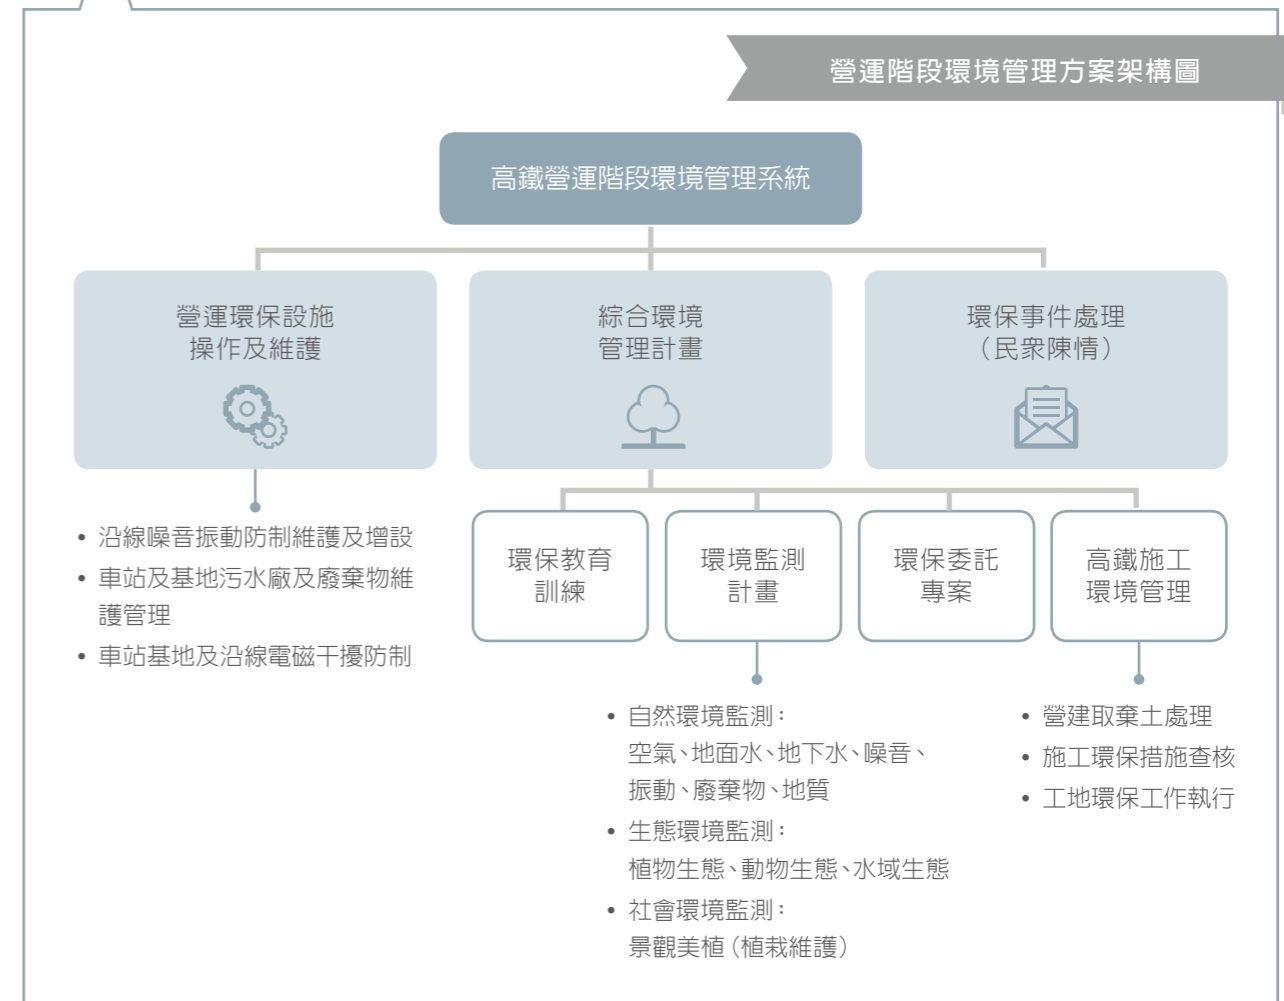 營運階段環境管理方案架構圖
高鐵營運階段環境管理系統
營運環保設施
操作及維護
綜合環境
管理計畫
環保事件處理
（民衆陳情）
• 沿線噪音振動防制維護及增設
• 車站及基地污水廠及廢棄物維
護管理
• 車站基地及沿線電磁干擾防制
環保教育
訓練
環境監測
計畫
環保委託
專案
高鐵施工
環境管理
• 自然環境監測：
空氣、地面水、地下水、噪音、
振動、廢棄物、地質
• 生態環境監測：
植物生態、動物生態、水域生態
• 社會環境監測：
景觀美植（植栽維護）
• 營建取棄土處理
• 施工環保措施查核
• 工地環保工作執行